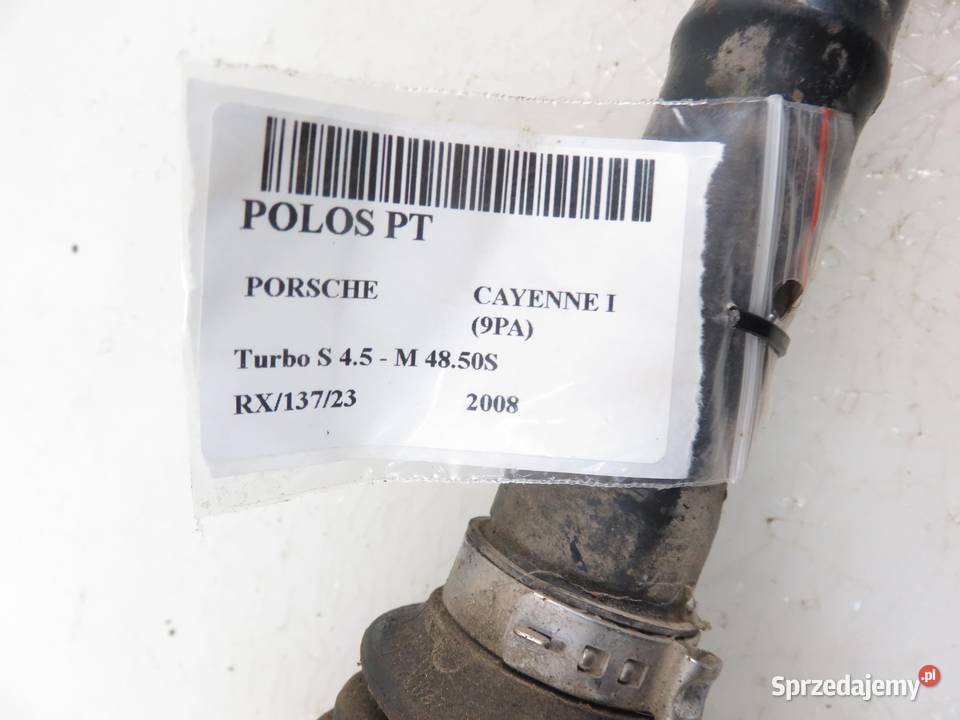 POLOS PT
PORSCHE CAYENNE I
(9PA)
Turbo S 4.5 - M 48.50S
RX/137/23 2008
Sprzedajemy.pl